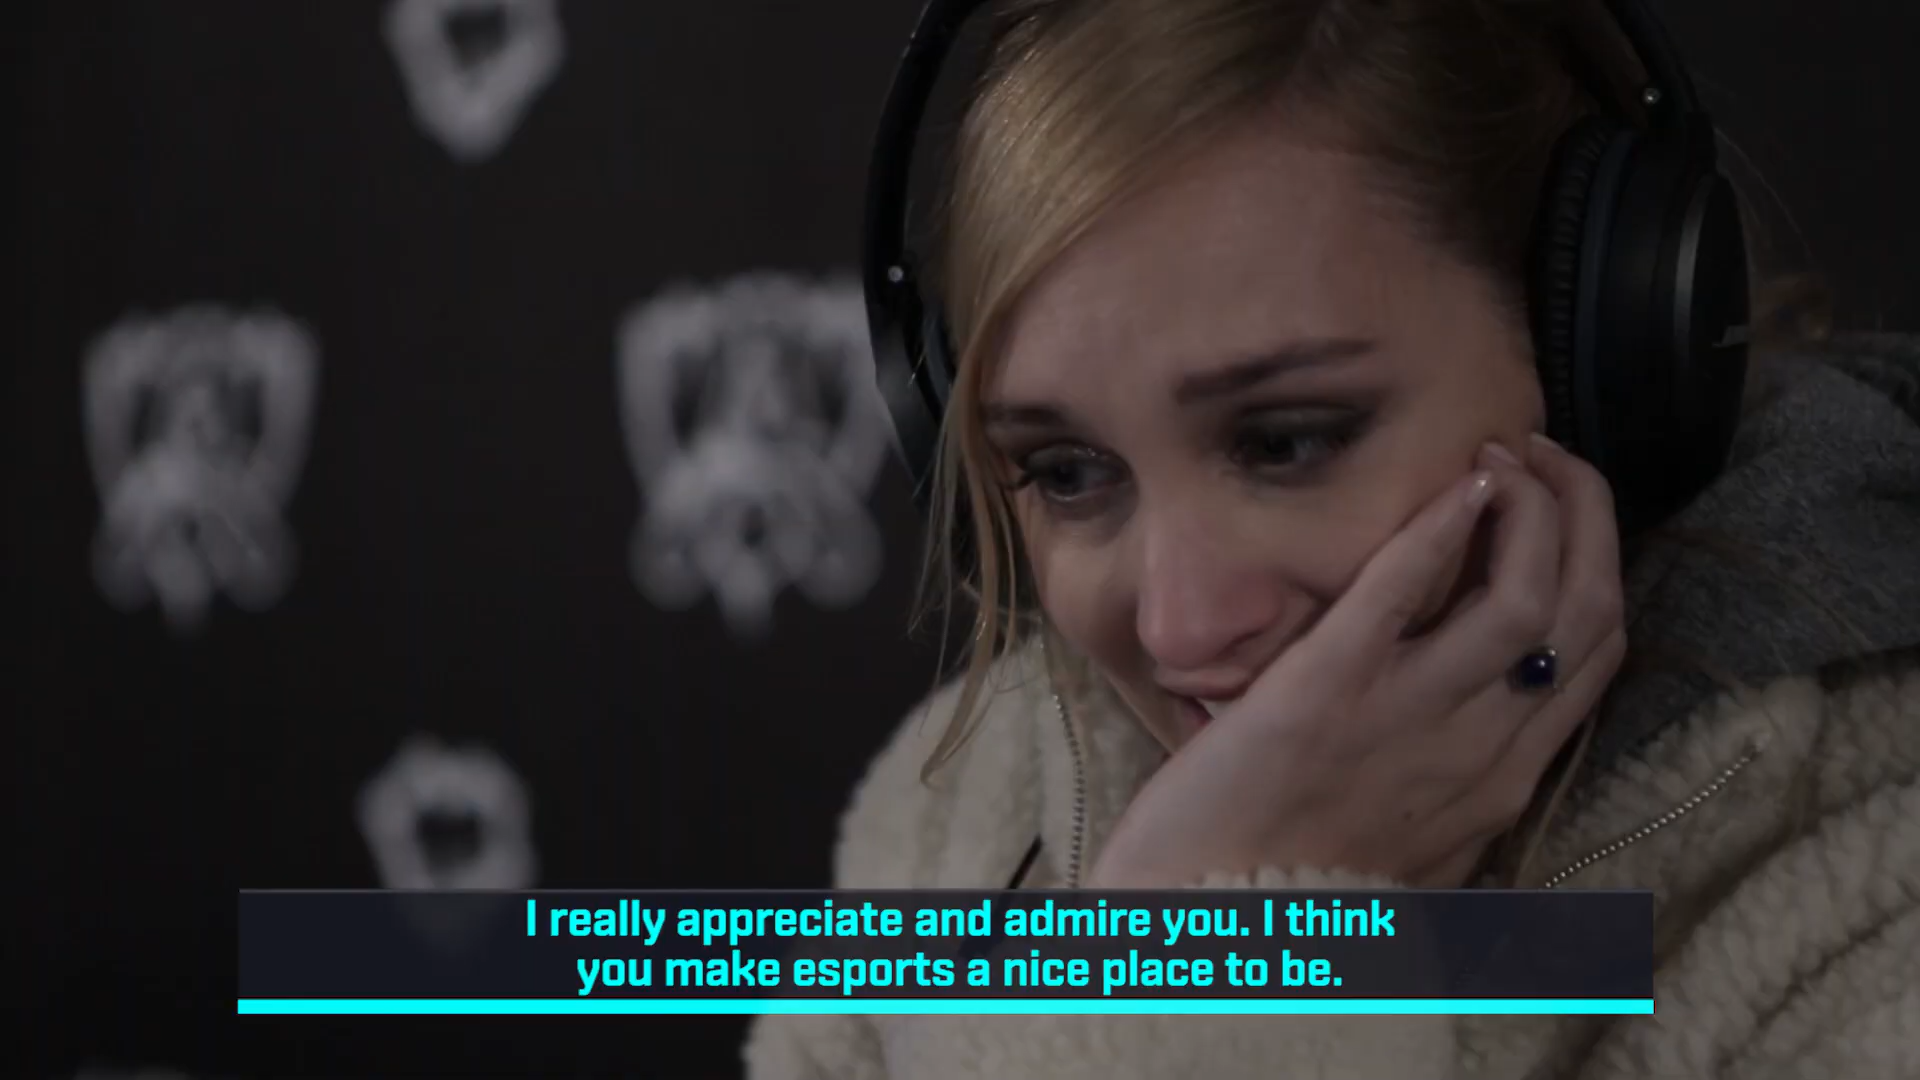 I really appreciate and admire you. I think
you make esports a nice place to be.